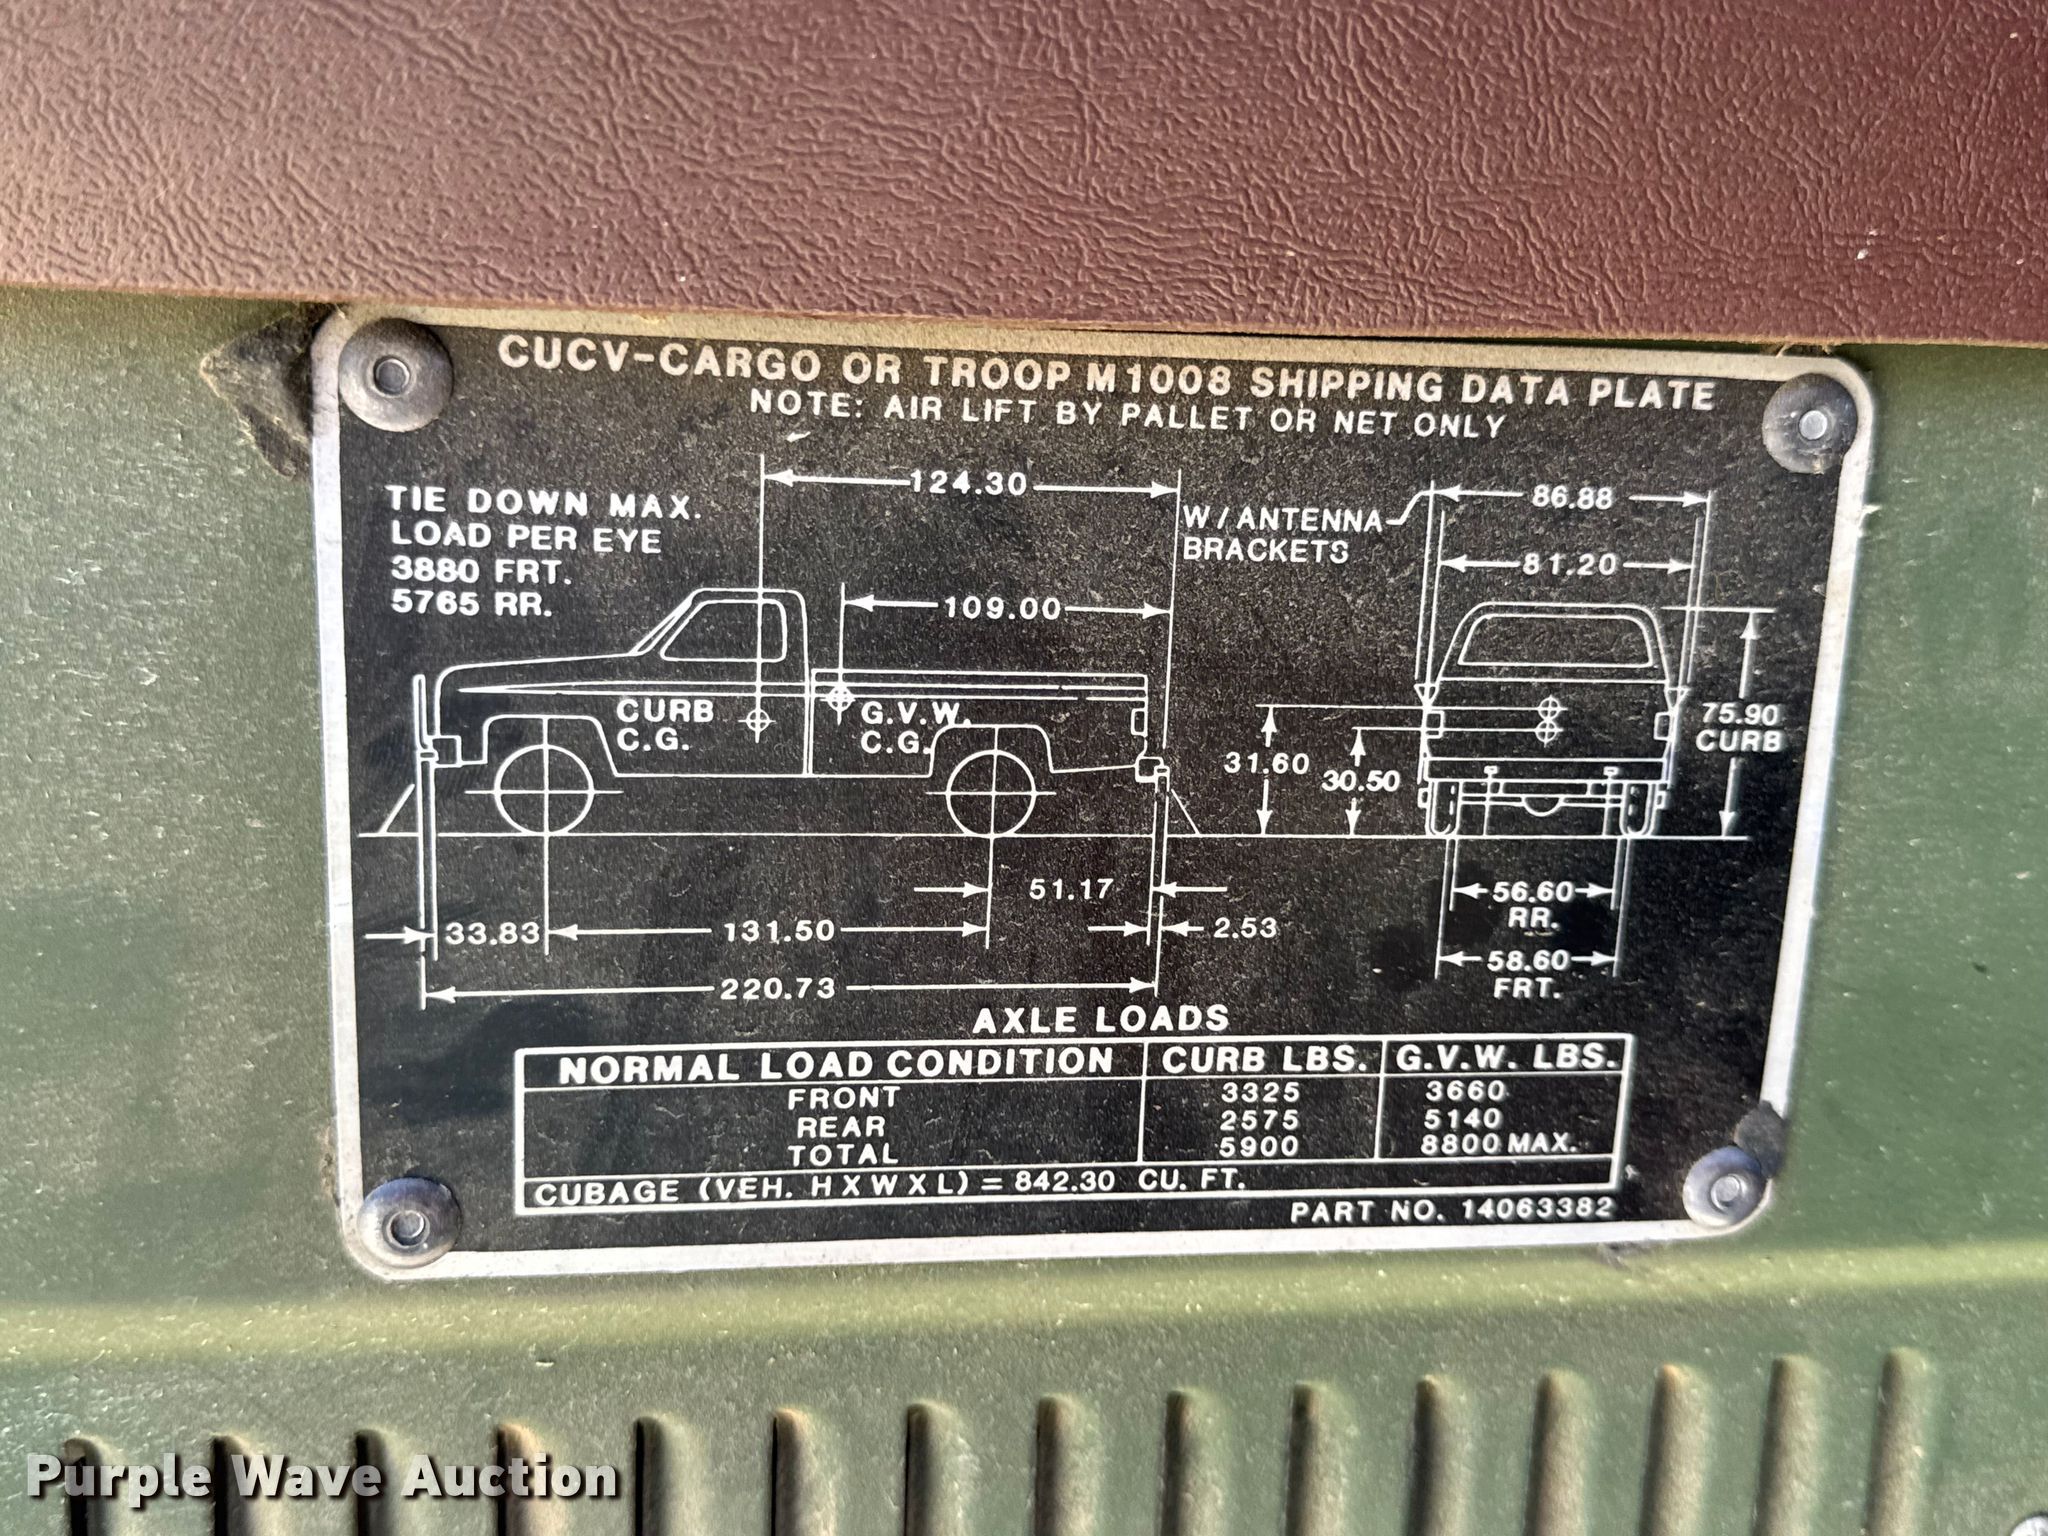 CUCV-CARGO OR TROOP M1008 SHIPPING DATA PLATE
NOTE: AIR LIFT BY PALLET OR NET ONLY
TIE DOWN MAX.
LOAD PER EYE
3880 FRT.
5765 RR.
124.30
109.00
W/ANTENNA
BRACKETS
86.88
81.20
CURB
C.G.
G.V.W.
C.G.
31.60
30.50
75.90
CURB
51.17
33.83
131.50
2.53
220.73
56.60
RR.
58.60
FRT.
AXLE LOADS
NORMAL LOAD CONDITION CURB LBS. G.V.W. LBS.
FRONT 3325 3660
REAR 2575 5140
TOTAL 5900 8800 MAX.
CUBAGE (VEH. H X W X L) = 842.30 CU. FT.
PART NO. 14063382
Purple Wave Auction